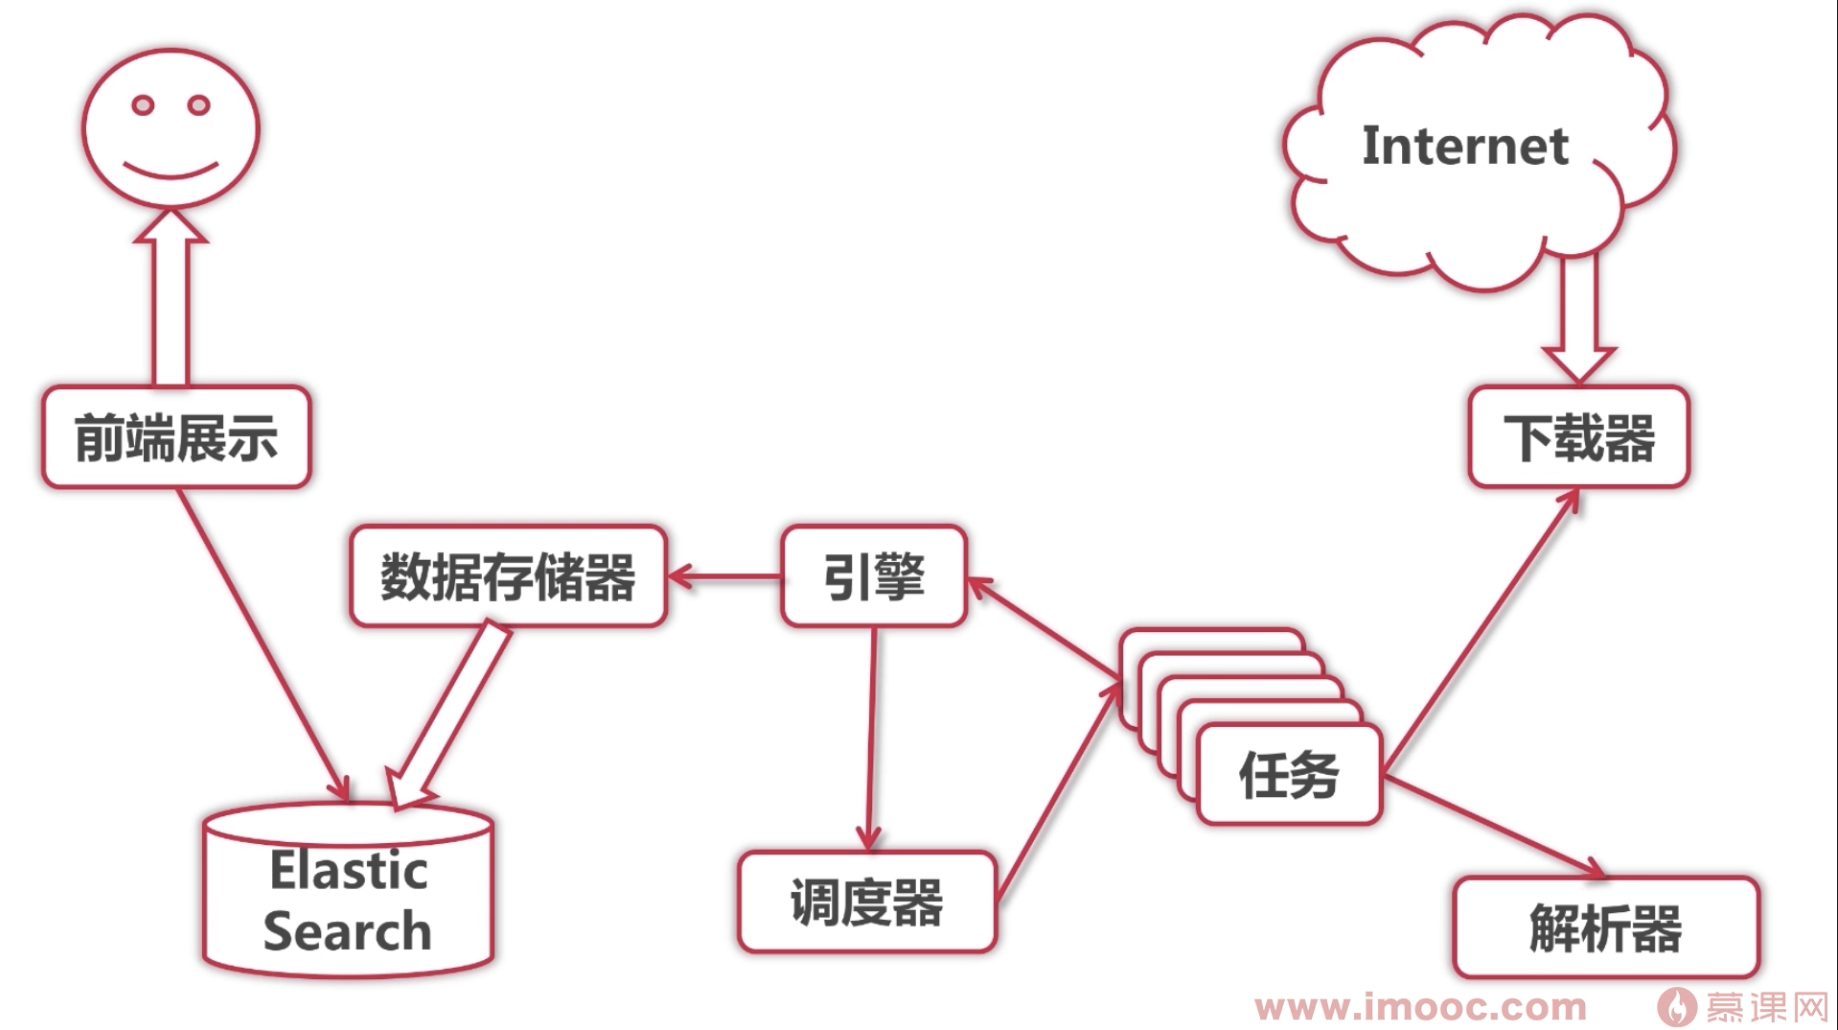 Internet
前端展示
下载器
数据存储器
引擎
任务
Elastic
Search
调度器
解析器
www.imooc.com
慕课网